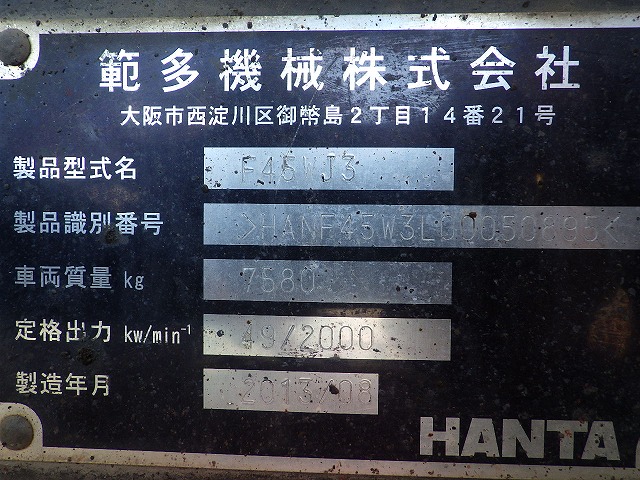 範多機械株式会社
大阪市西淀川区御幣島2丁目14番21号
製品型式名 F45WJ3
製品識別番号 >HANF45W3L00050895<
車両質量 kg 7580
定格出力 kw/min⁻¹ 49/2000
製造年月 2013/08
HANTA